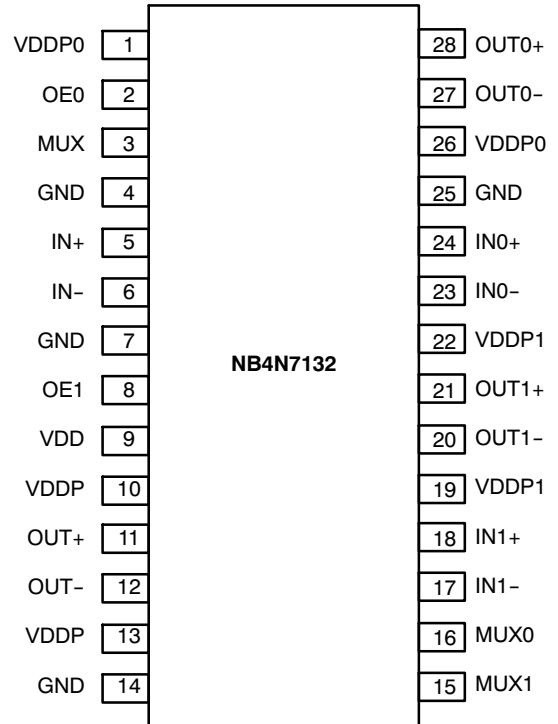 VDDP0 1 28 OUT0+
OE0 2 27 OUT0-
MUX 3 26 VDDP0
GND 4 25 GND
IN+ 5 24 IN0+
IN- 6 23 IN0-
GND 7 22 VDDP1
NB4N7132
OE1 8 21 OUT1+
VDD 9 20 OUT1-
VDDP 10 19 VDDP1
OUT+ 11 18 IN1+
OUT- 12 17 IN1-
VDDP 13 16 MUX0
GND 14 15 MUX1